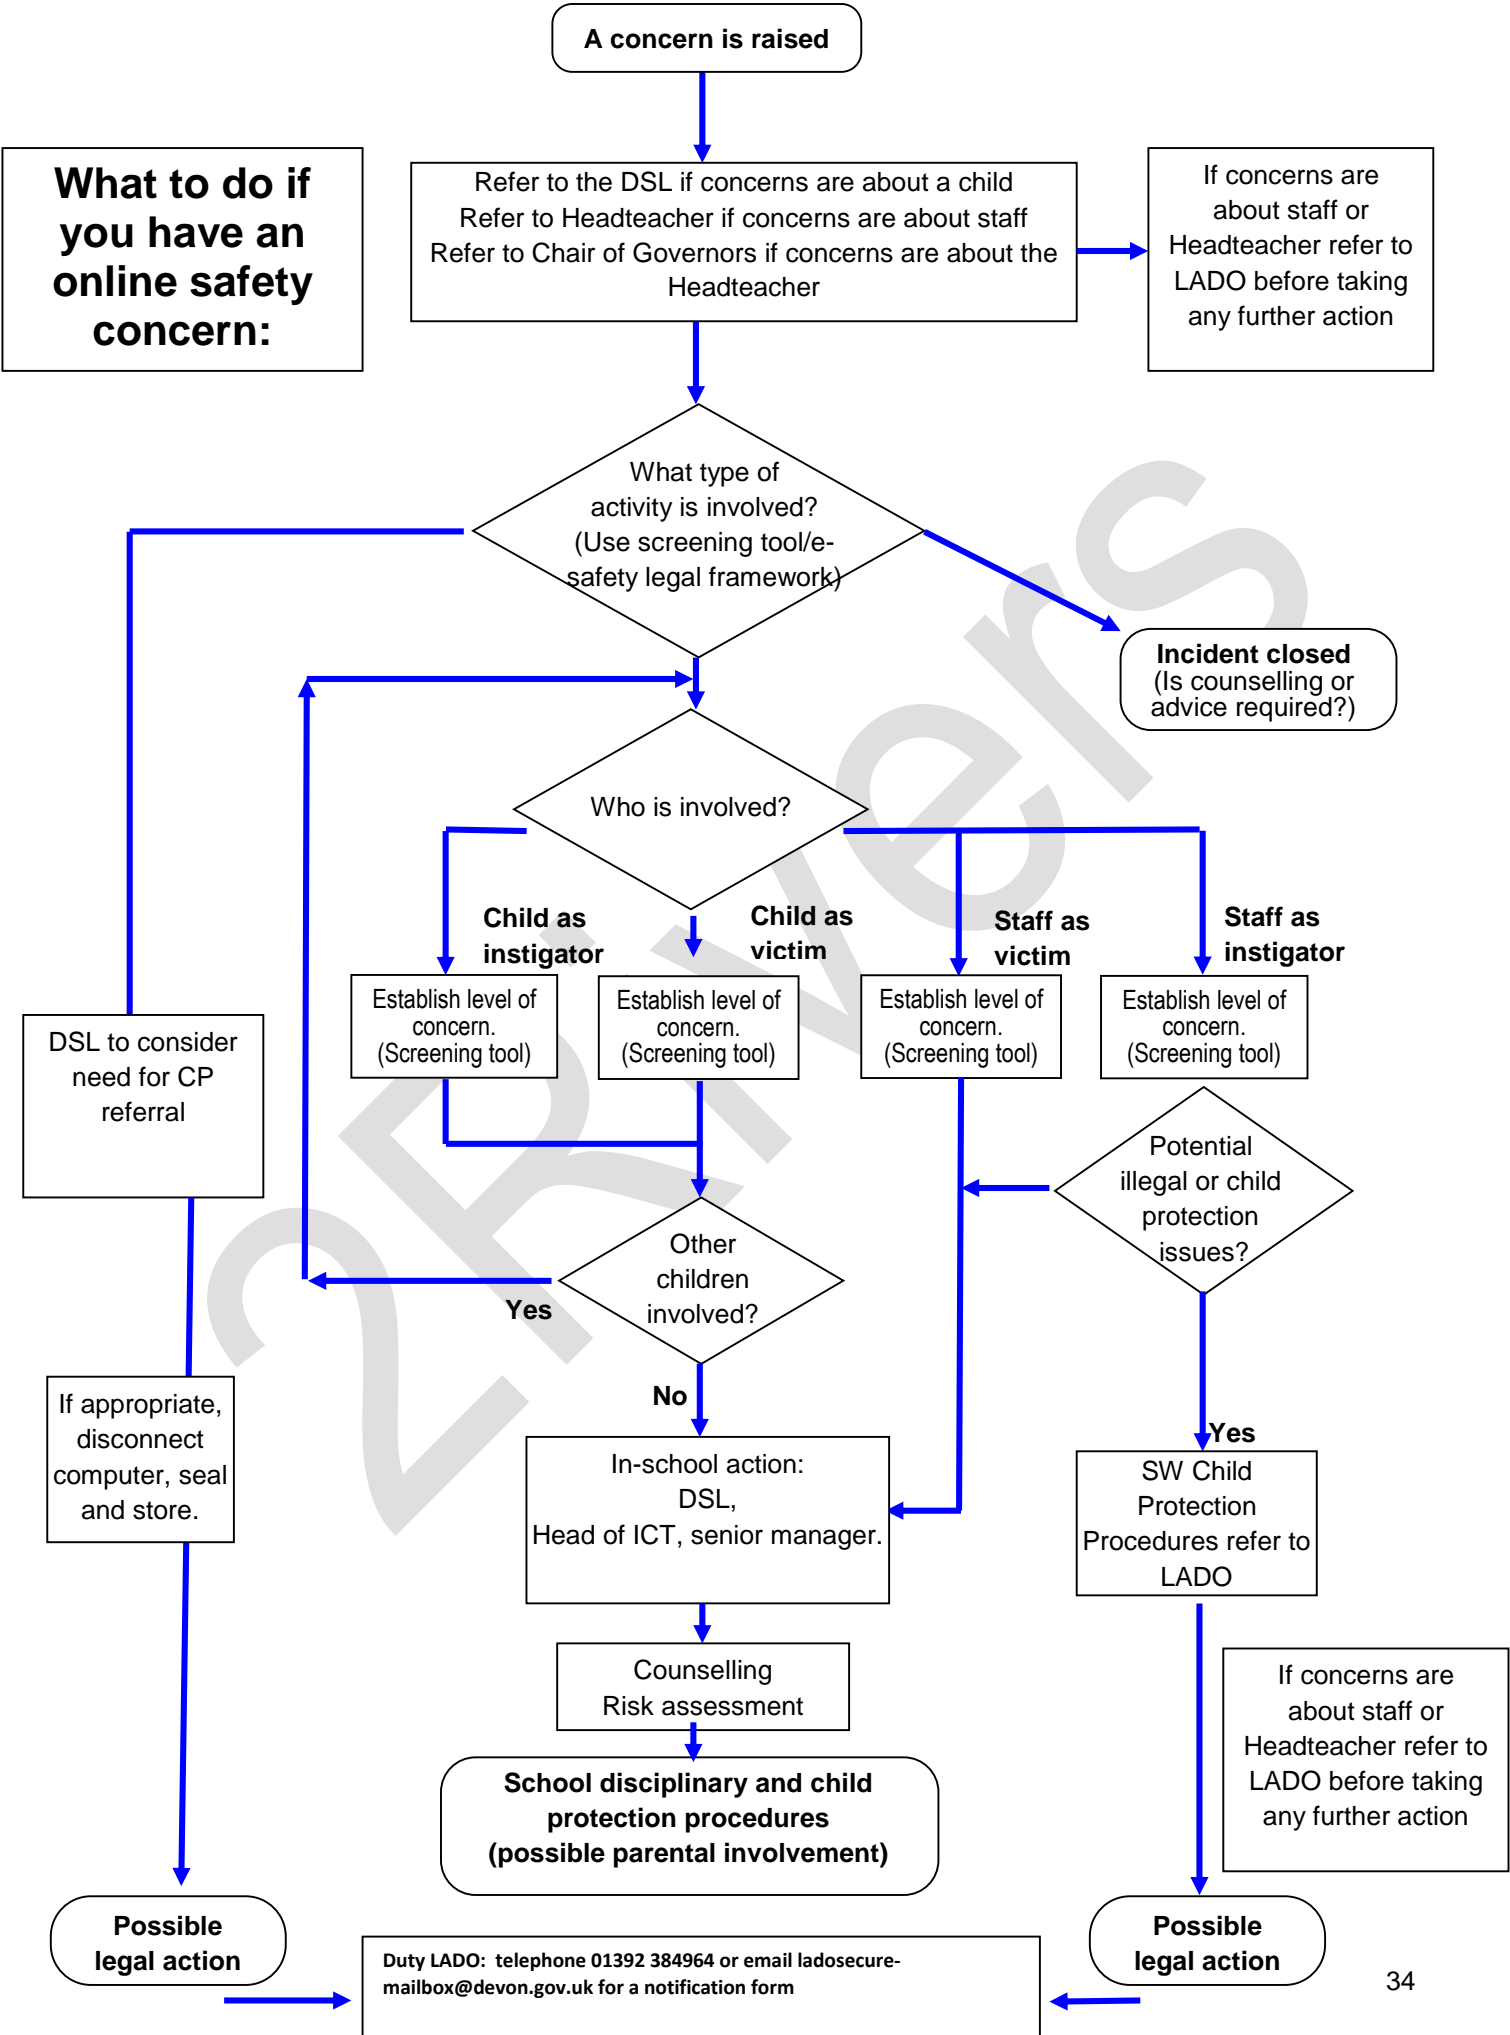 A concern is raised
What to do if
you have an
online safety
concern:
Refer to the DSL if concerns are about a child
Refer to Headteacher if concerns are about staff
Refer to Chair of Governors if concerns are about the
Headteacher
If concerns are
about staff or
Headteacher refer to
LADO before taking
any further action
What type of
activity is involved?
(Use screening tool/e-
safety legal framework)
Incident closed
(Is counselling or
advice required?)
Who is involved?
Child as
instigator
Child as
victim
Staff as
victim
Staff as
instigator
Establish level of
concern.
(Screening tool)
Establish level of
concern.
(Screening tool)
Establish level of
concern.
(Screening tool)
Establish level of
concern.
(Screening tool)
DSL to consider
need for CP
referral
Potential
illegal or child
protection
issues?
Other
children
involved?
Yes
No
Yes
If appropriate,
disconnect
computer, seal
and store.
In-school action:
DSL,
Head of ICT, senior manager.
SW Child
Protection
Procedures refer to
LADO
Counselling
Risk assessment
If concerns are
about staff or
Headteacher refer to
LADO before taking
any further action
School disciplinary and child
protection procedures
(possible parental involvement)
Possible
legal action
Possible
legal action
Duty LADO:  telephone 01392 384964 or email ladosecure-
mailbox@devon.gov.uk for a notification form
34
2Rivers